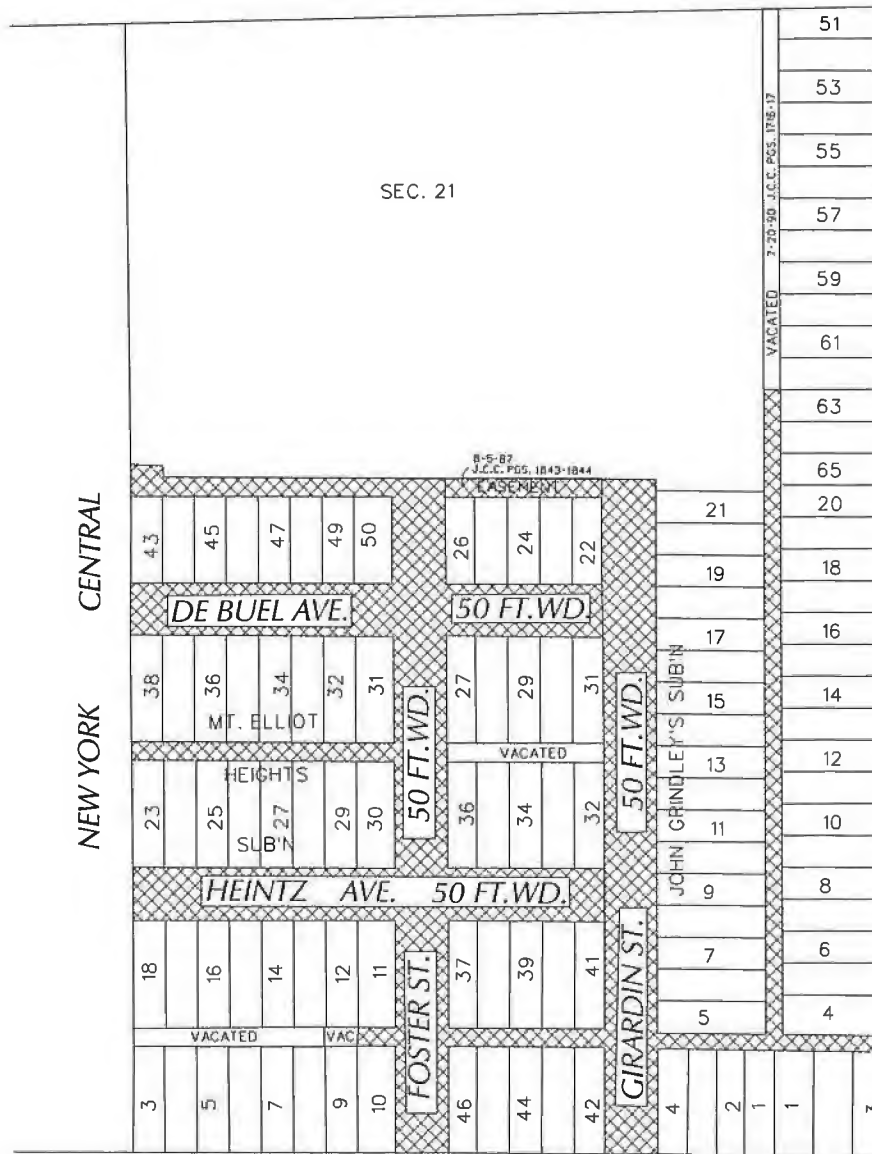 51
53
55
57
59
61
63
65
20
18
16
14
12
10
8
6
4
SEC. 21
VACATED 7-20-90 J.C.C. PGS. 1716-17
NEW YORK CENTRAL
8-5-87
J.C.C. PGS. 1843-1844
EASEMENT
43 45 47 49 50
26 24 22
DE BUEL AVE. 50 FT.WD.
38 36 34 32 31
27 29 31
MT. ELLIOT
HEIGHTS
SUB'N
VACATED
23 25 27 29 30
36 34 32
50 FT.WD.
50 FT.WD.
HEINTZ AVE. 50 FT.WD.
18 16 14 12 11
37 39 41
VACATED VAC
FOSTER ST.
GIRARDIN ST.
3 5 7 9 10
46 44 42
21
19
17
15
13
11
9
7
5
JOHN GRINDLEY'S SUB'N
4 2 1 1